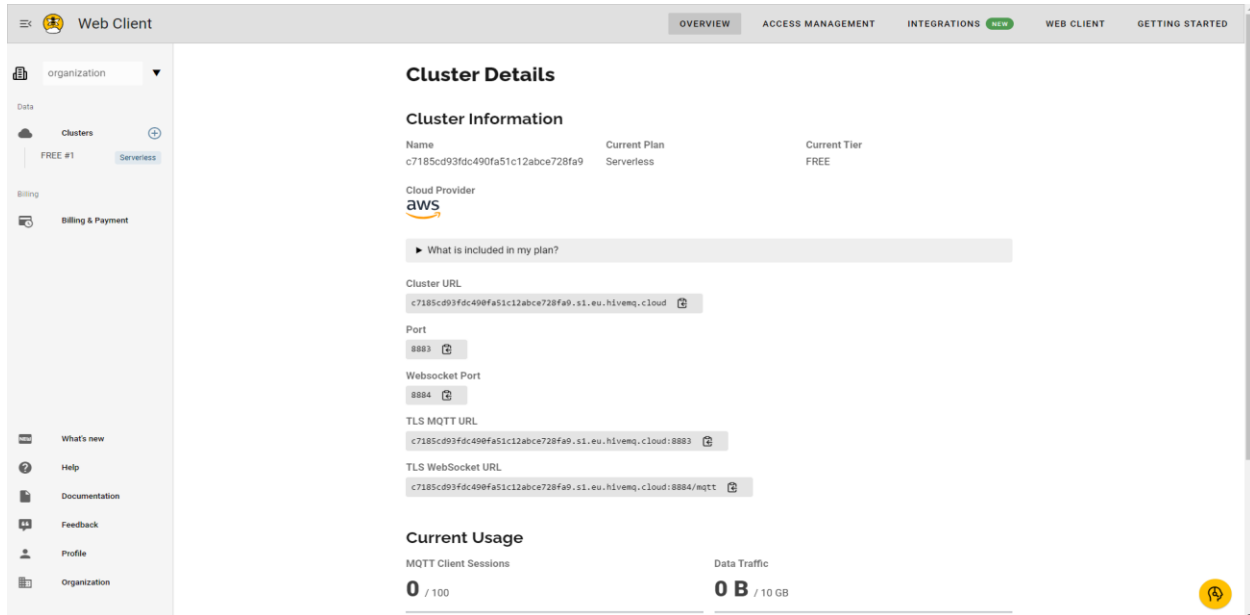 Web Client
OVERVIEW ACCESS MANAGEMENT INTEGRATIONS NEW WEB CLIENT GETTING STARTED
organization
Data
Clusters
FREE #1 Serverless
Billing
Billing & Payment
What's new
Help
Documentation
Feedback
Profile
Organization
Cluster Details
Cluster Information
Name Current Plan Current Tier
c7185cd93fdc490fa51c12abce728fa9 Serverless FREE
Cloud Provider
aws
What is included in my plan?
Cluster URL
c7185cd93fdc490fa51c12abce728fa9.s1.eu.hivemq.cloud
Port
8883
Websocket Port
8884
TLS MQTT URL
c7185cd93fdc490fa51c12abce728fa9.s1.eu.hivemq.cloud:8883
TLS WebSocket URL
c7185cd93fdc490fa51c12abce728fa9.s1.eu.hivemq.cloud:8884/mqtt
Current Usage
MQTT Client Sessions Data Traffic
0 / 100 0 B / 10 GB